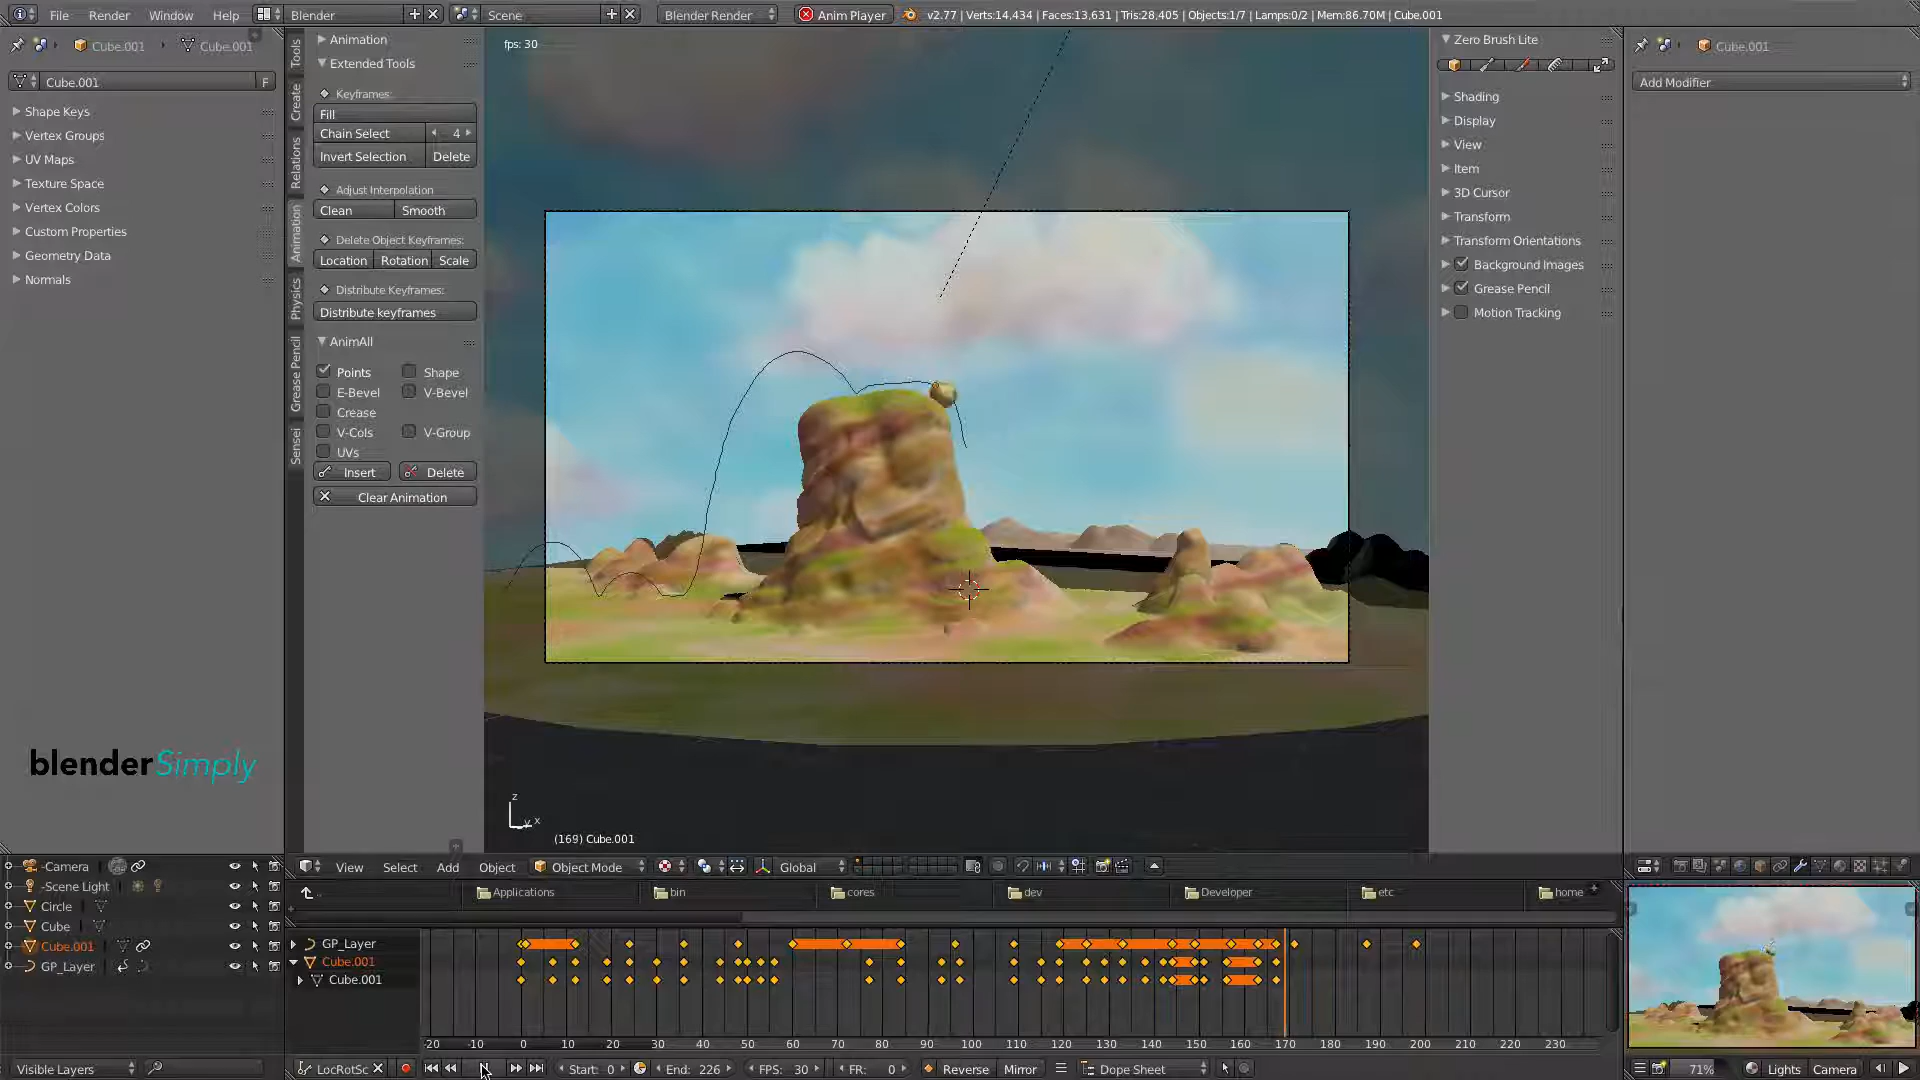 File Render Window Help Blender Scene Blender Render Anim Player v2.77 | Verts:14,434 | Faces:13,631 | Tris:28,405 | Objects:1/7 | Lamps:0/2 | Mem:86.70M | Cube.001
Cube.001 Cube.001
Cube.001 F
Shape Keys
Vertex Groups
UV Maps
Texture Space
Vertex Colors
Custom Properties
Geometry Data
Normals
blenderSimply
Tools
Create
Relations
Animation
Physics
Grease Pencil
Sensei
Animation
Extended Tools
Keyframes:
Fill
Chain Select 4
Invert Selection Delete
Adjust Interpolation
Clean Smooth
Delete Object Keyframes:
Location Rotation Scale
Distribute Keyframes:
Distribute keyframes
AnimAll
Points Shape
E-Bevel V-Bevel
Crease
V-Cols V-Group
UVs
Insert Delete
Clear Animation
fps: 30
z
y x
(169) Cube.001
Zero Brush Lite
Shading
Display
View
Item
3D Cursor
Transform
Transform Orientations
Background Images
Grease Pencil
Motion Tracking
Cube.001
Add Modifier
View Select Add Object Object Mode Global
-Camera
-Scene Light
Circle
Cube
Cube.001
GP_Layer
Visible Layers
.. Applications bin cores dev Developer etc home
GP_Layer
Cube.001
Cube.001
-20 -10 0 10 20 30 40 50 60 70 80 90 100 110 120 130 140 150 160 170 180 190 200 210 220 230
LocRotSc Start: 0 End: 226 FPS: 30 FR: 0 Reverse Mirror Dope Sheet
71% Lights Camera